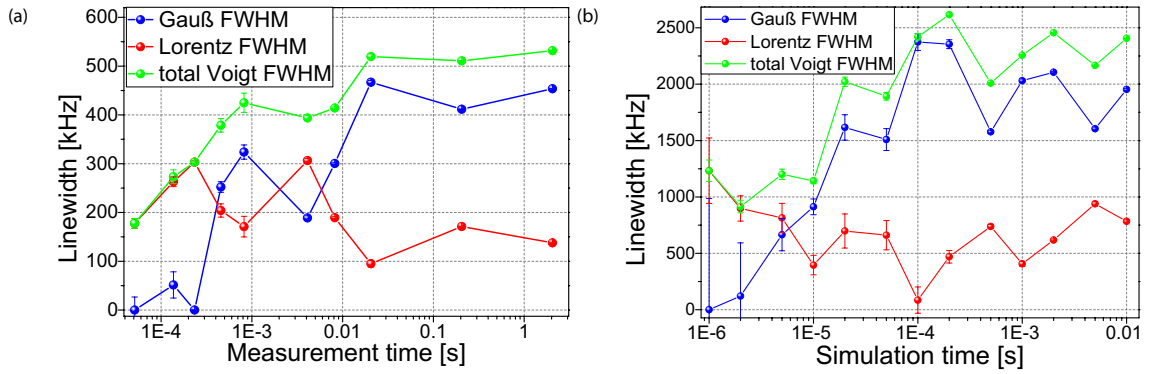 (a)
Gauß FWHM
Lorentz FWHM
total Voigt FWHM
600
500
400
300
200
100
0
Linewidth [kHz]
1E-4
1E-3
0.01
0.1
1
Measurement time [s]
(b)
Gauß FWHM
Lorentz FWHM
total Voigt FWHM
2500
2000
1500
1000
500
0
Linewidth [kHz]
1E-6
1E-5
1E-4
1E-3
0.01
Simulation time [s]